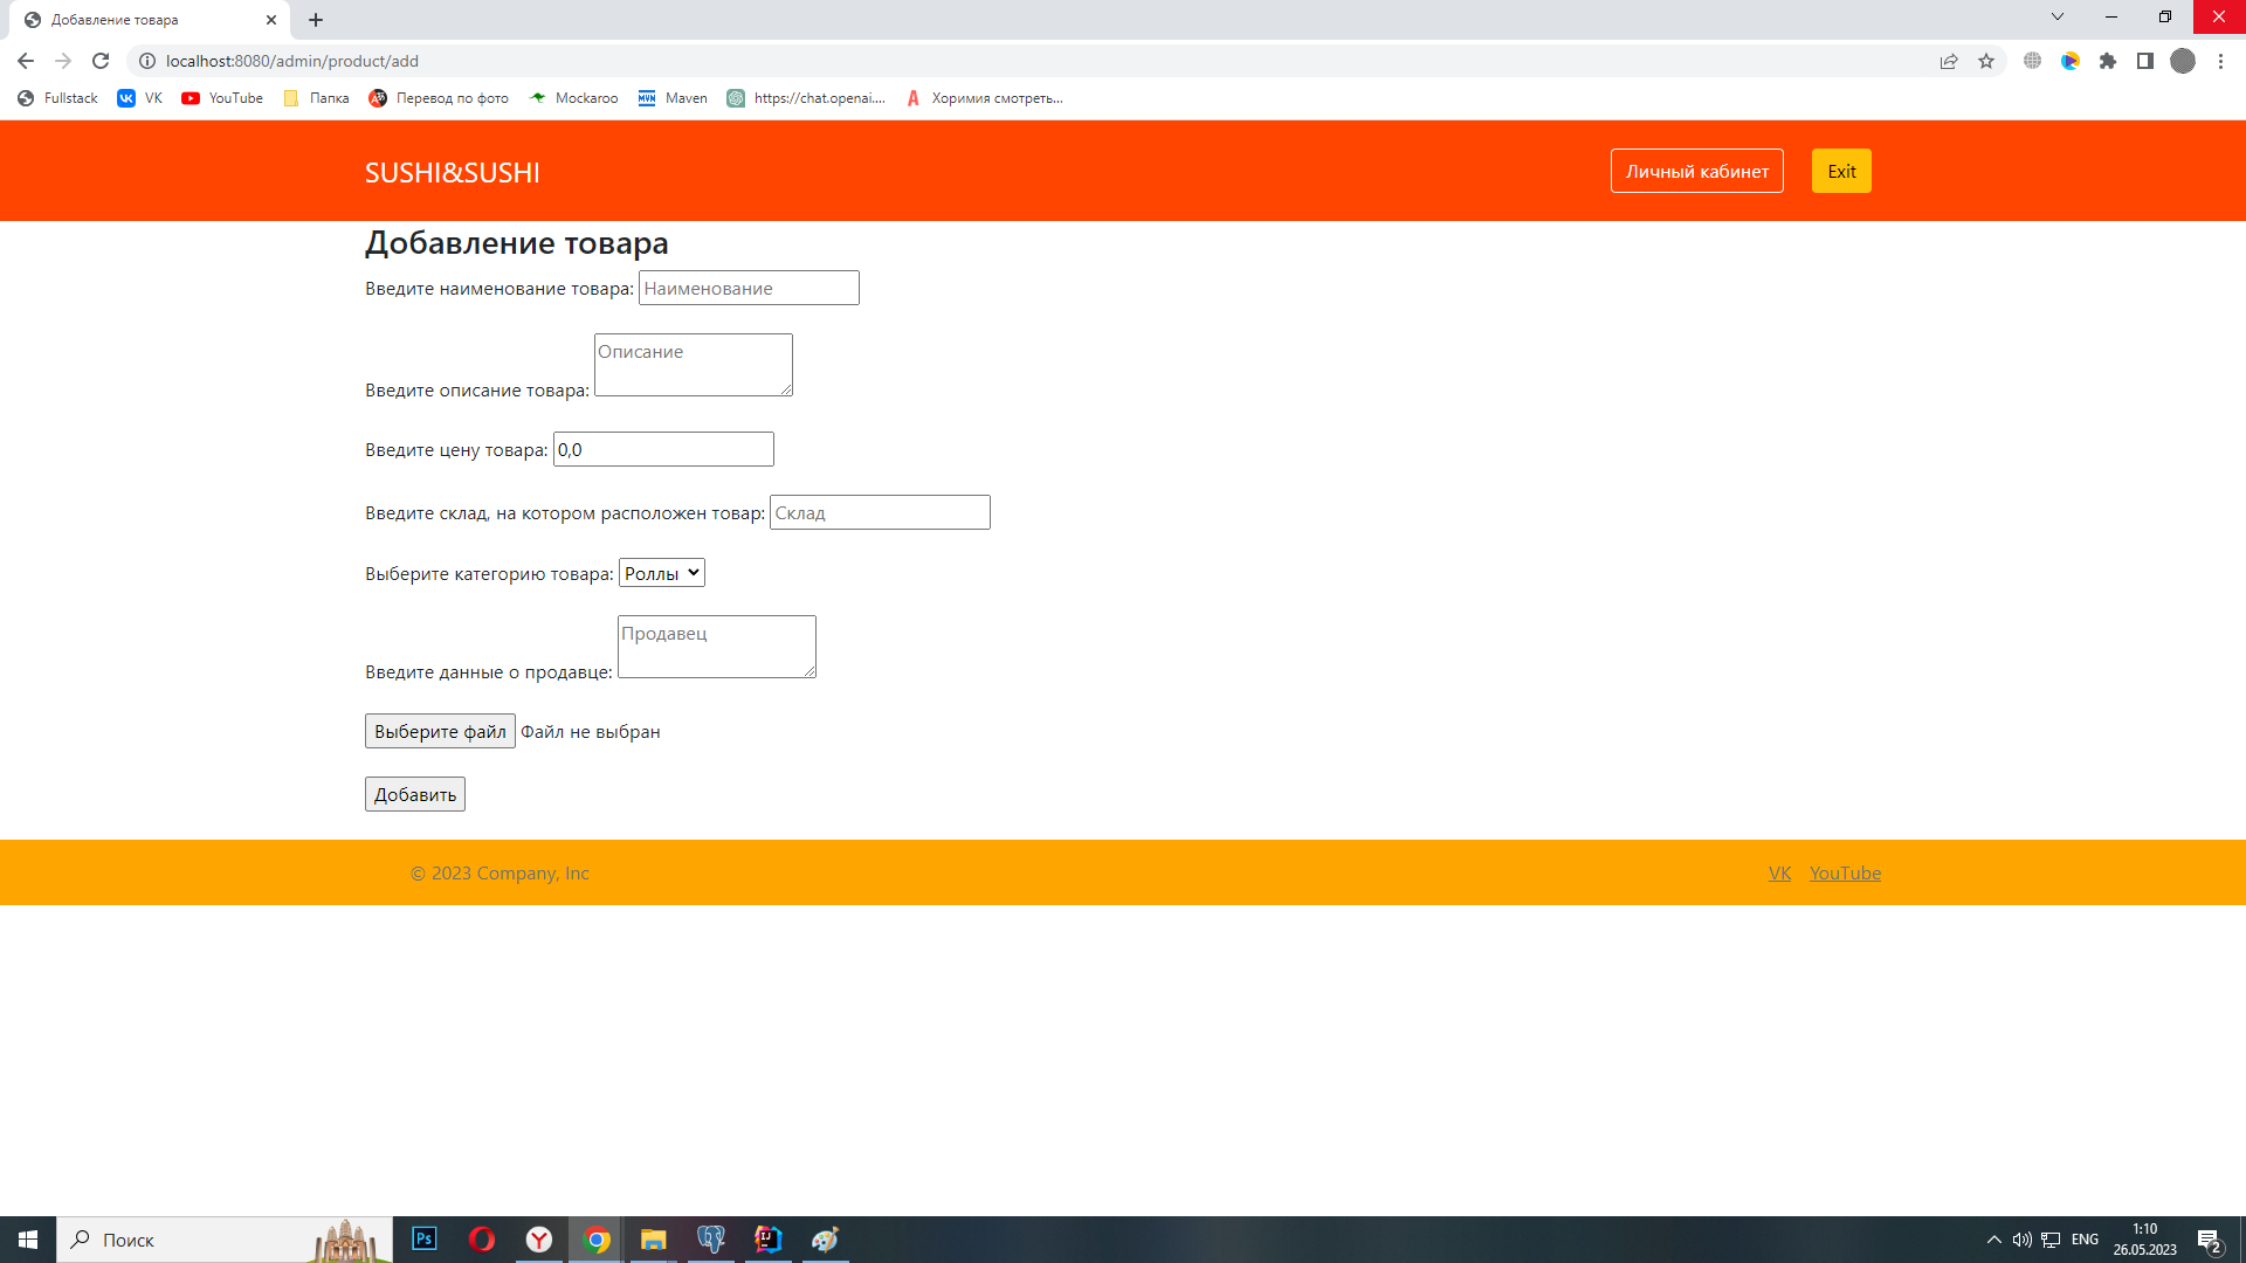 Добавление товара
localhost:8080/admin/product/add
Fullstack VK YouTube Папка Перевод по фото Mockaroo Maven https://chat.openai.... Хоримия смотреть...
SUSHI&SUSHI Личный кабинет Exit
Добавление товара
Введите наименование товара: Наименование
Описание
Введите описание товара:
Введите цену товара: 0,0
Введите склад, на котором расположен товар: Склад
Выберите категорию товара: Роллы
Продавец
Введите данные о продавце:
Выберите файл Файл не выбран
Добавить
© 2023 Company, Inc VK YouTube
Поиск Ps ENG 1:10
26.05.2023 2